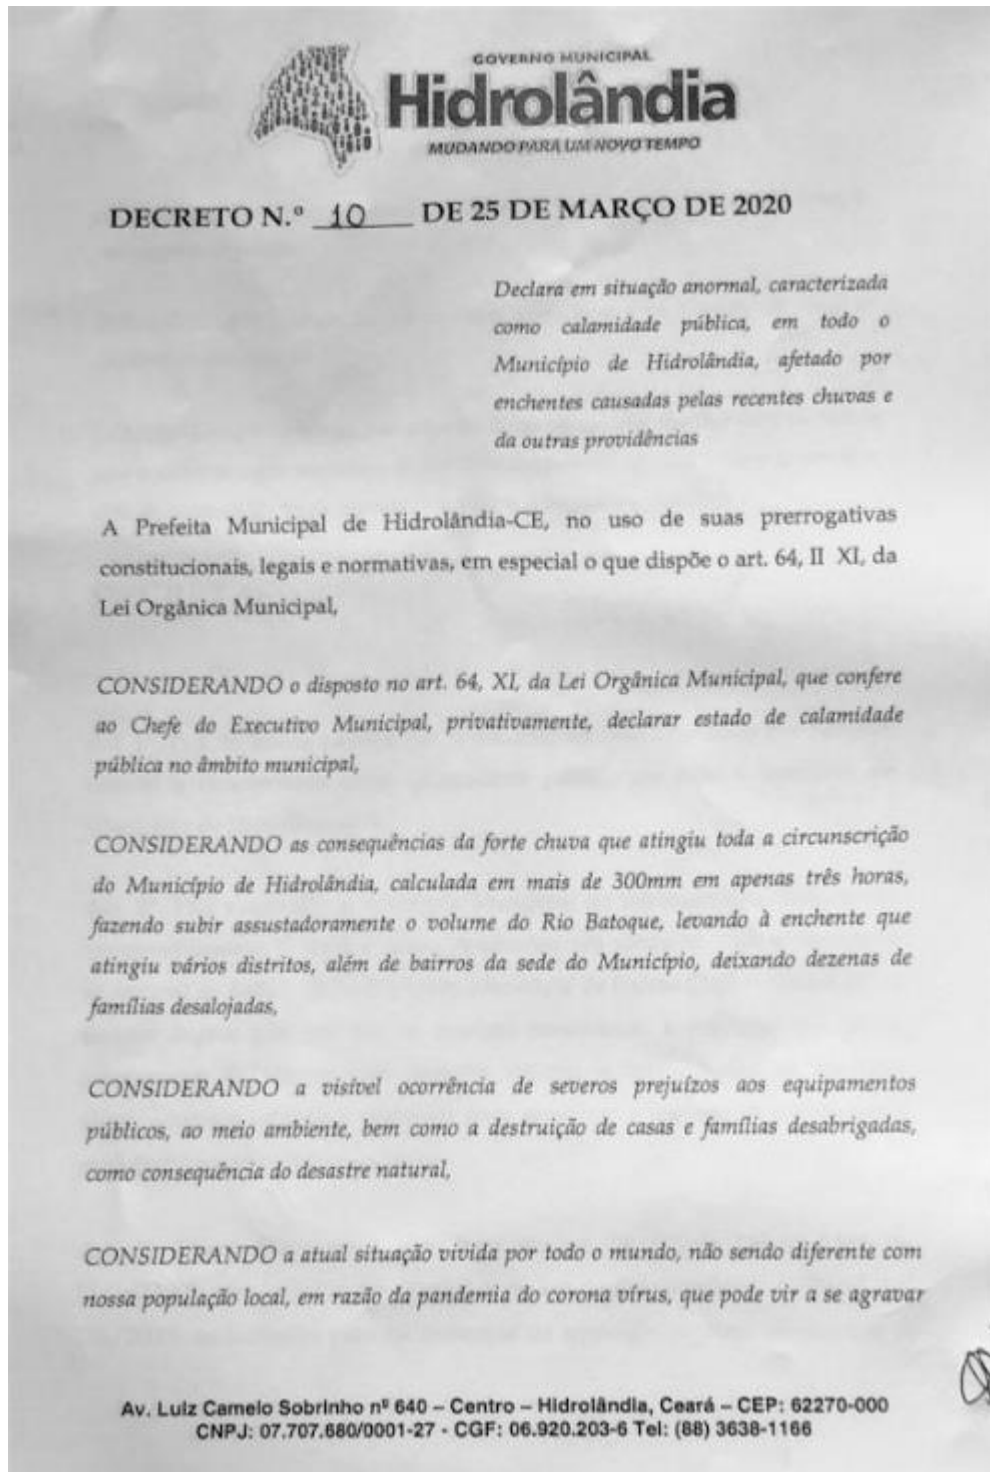 GOVERNO MUNICIPAL
Hidrolândia
MUDANDO PARA UM NOVO TEMPO
DECRETO N.º 10 DE 25 DE MARÇO DE 2020
Declara em situação anormal, caracterizada
como calamidade pública, em todo o
Município de Hidrolândia, afetado por
enchentes causadas pelas recentes chuvas e
da outras providências
A Prefeita Municipal de Hidrolândia-CE, no uso de suas prerrogativas
constitucionais, legais e normativas, em especial o que dispõe o art. 64, II XI, da
Lei Orgânica Municipal,
CONSIDERANDO o disposto no art. 64, XI, da Lei Orgânica Municipal, que confere
ao Chefe do Executivo Municipal, privativamente, declarar estado de calamidade
pública no âmbito municipal,
CONSIDERANDO as consequências da forte chuva que atingiu toda a circunscrição
do Município de Hidrolândia, calculada em mais de 300mm em apenas três horas,
fazendo subir assustadoramente o volume do Rio Batoque, levando à enchente que
atingiu vários distritos, além de bairros da sede do Município, deixando dezenas de
famílias desalojadas,
CONSIDERANDO a visível ocorrência de severos prejuízos aos equipamentos
públicos, ao meio ambiente, bem como a destruição de casas e famílias desabrigadas,
como consequência do desastre natural,
CONSIDERANDO a atual situação vivida por todo o mundo, não sendo diferente com
nossa população local, em razão da pandemia do corona vírus, que pode vir a se agravar
Av. Luiz Camelo Sobrinho nº 640 – Centro – Hidrolândia, Ceará – CEP: 62270-000
CNPJ: 07.707.680/0001-27 - CGF: 06.920.203-6 Tel: (88) 3638-1166